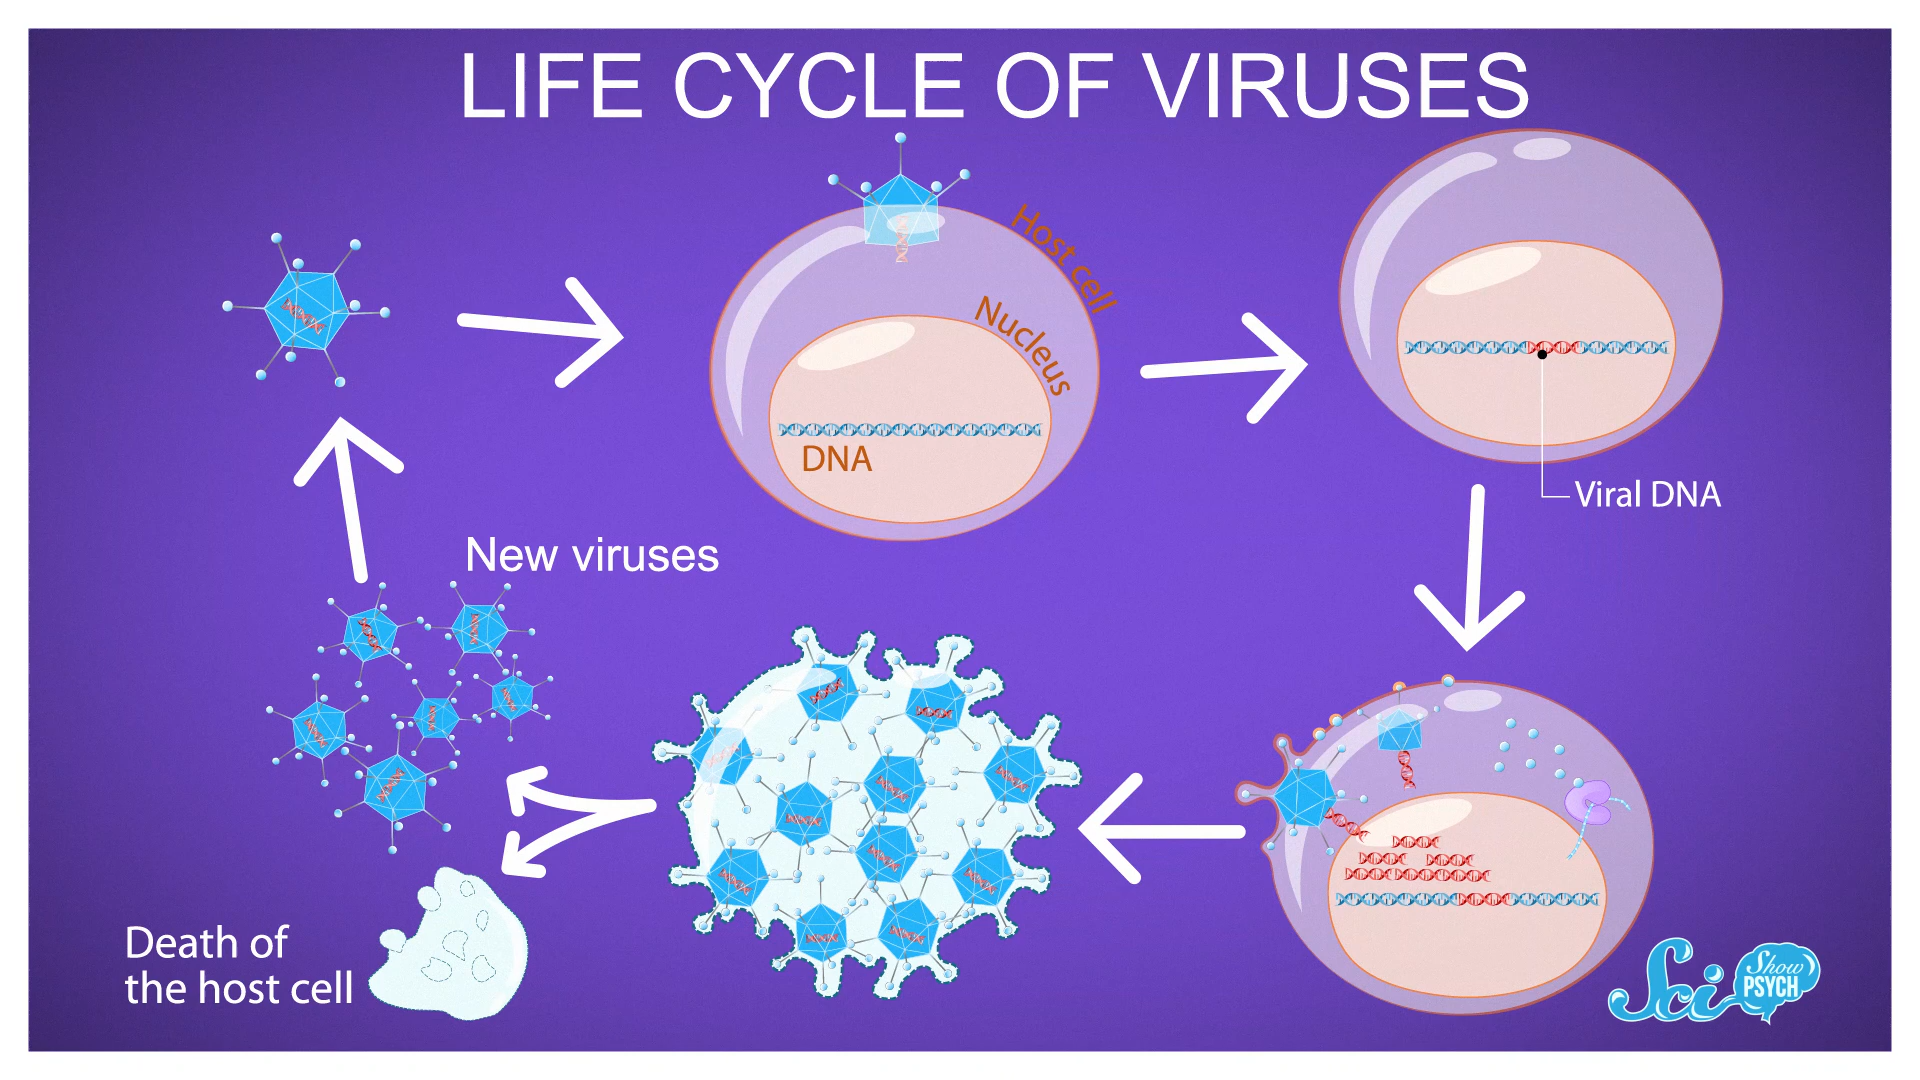 LIFE CYCLE OF VIRUSES
Host cell
Nucleus
DNA
Viral DNA
New viruses
Death of
the host cell
Sci
Show
PSYCH